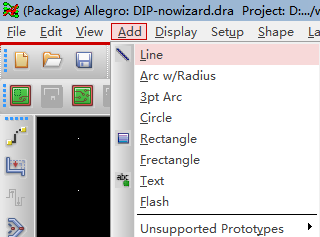 (Package) Allegro: DIP-nowizard.dra Project: D:.../w
File Edit View Add Display Setup Shape L
Line
Arc w/Radius
3pt Arc
Circle
Rectangle
Frectangle
abc Text
Flash
Unsupported Prototypes